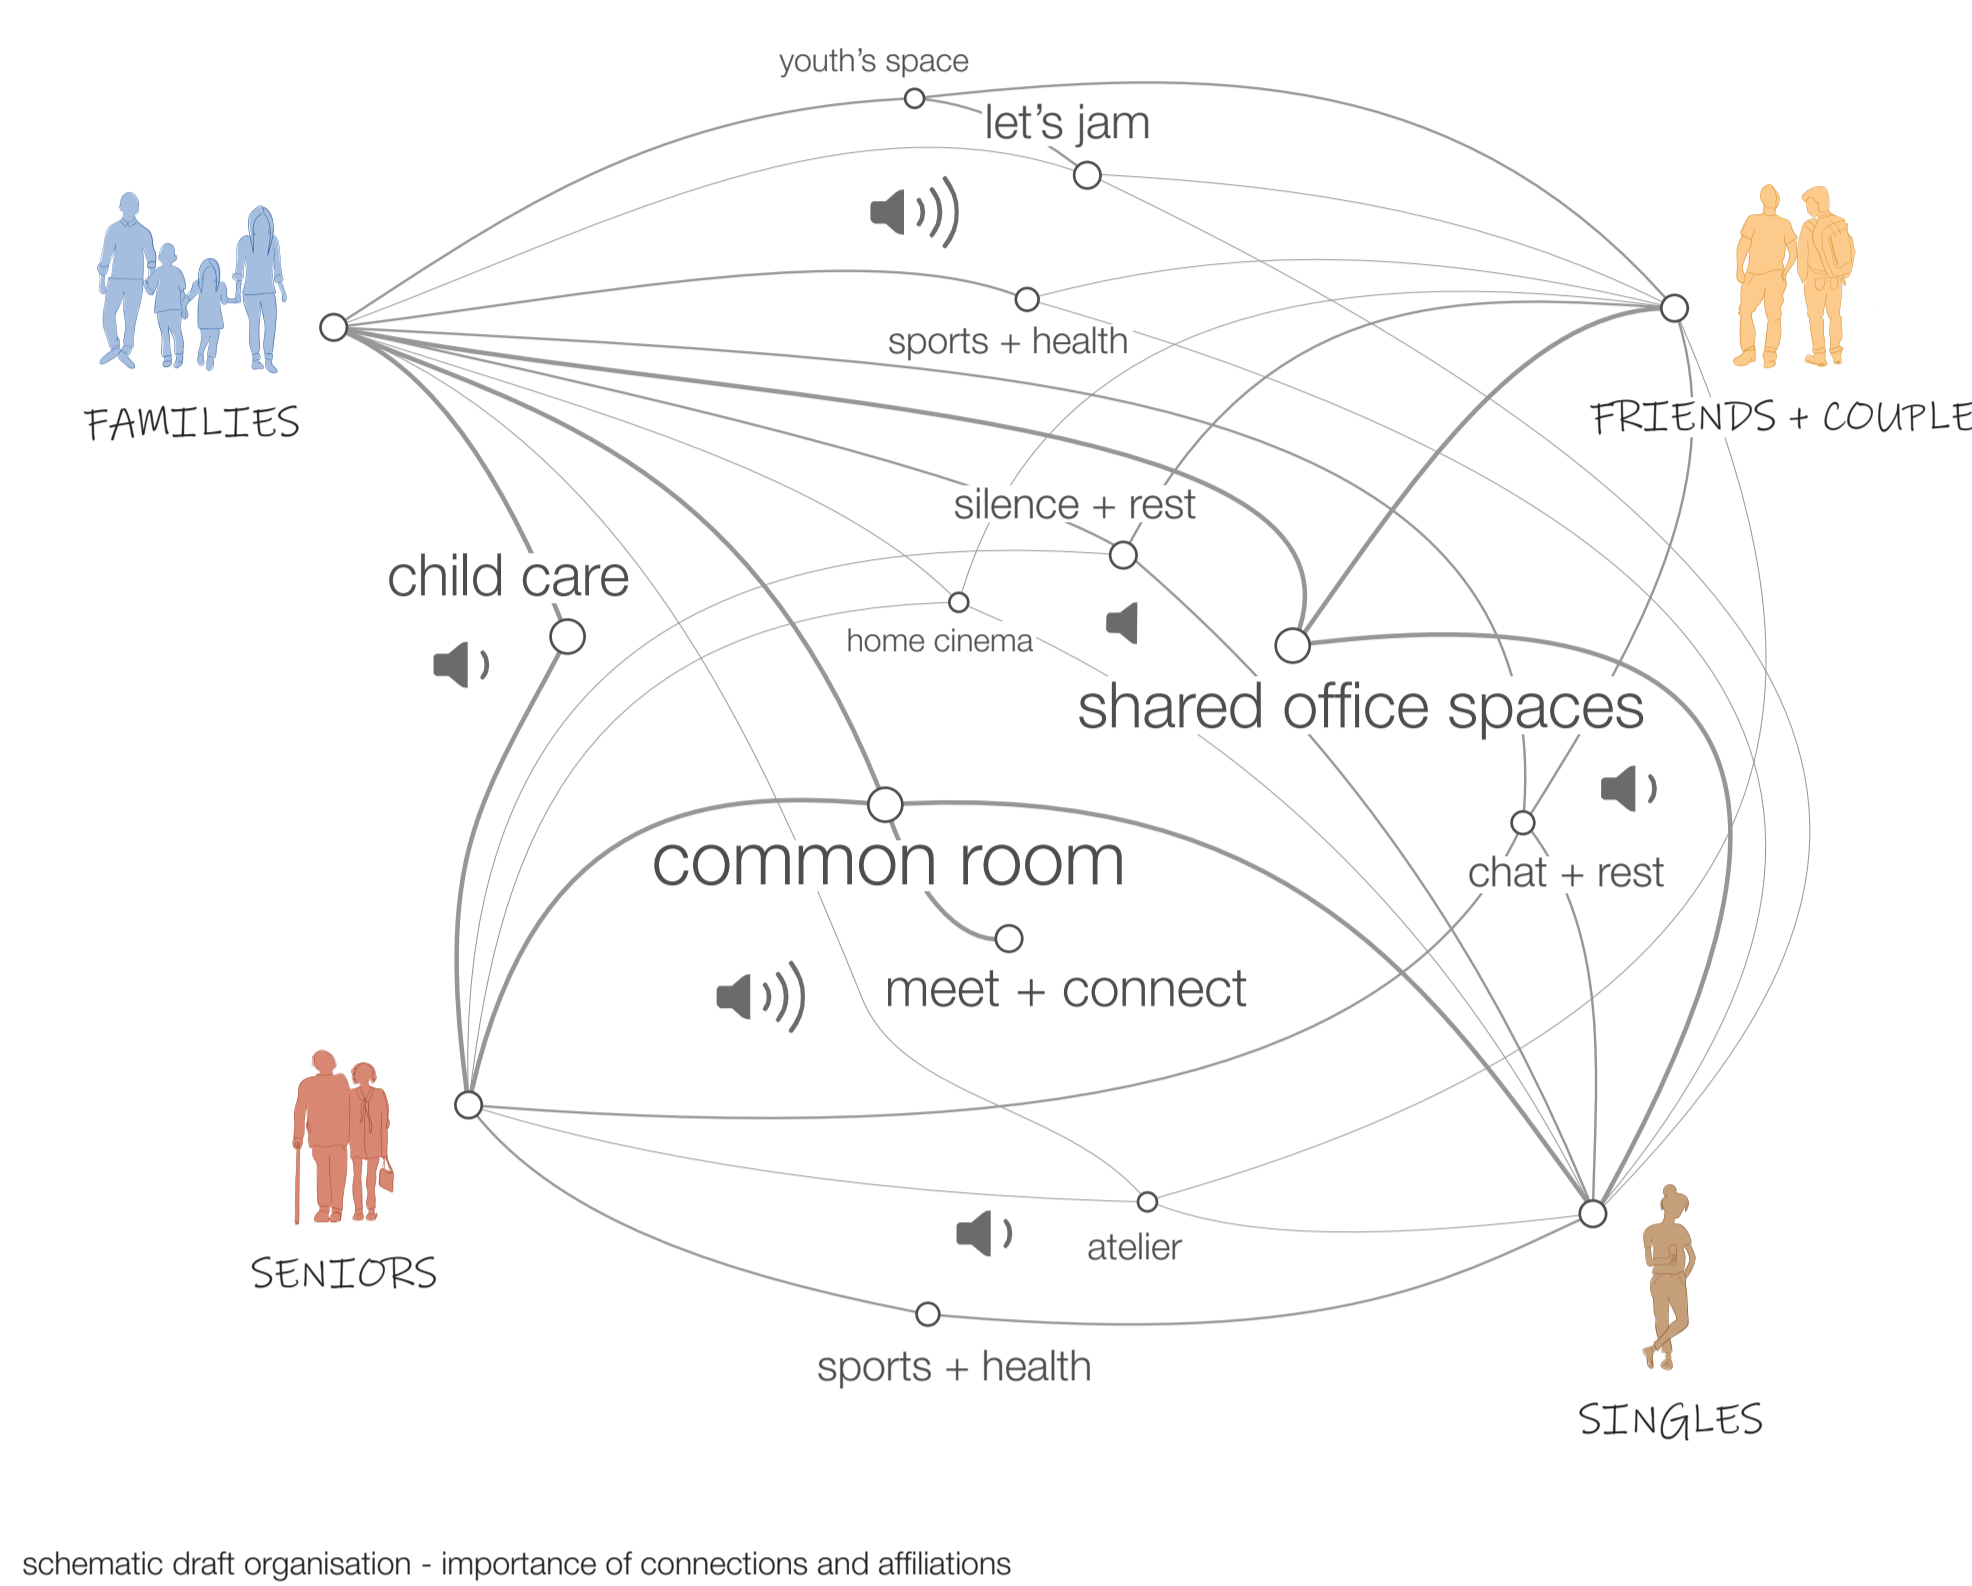 youth's space
let's jam
sports + health
FAMILIES
FRIENDS + COUPLE
silence + rest
child care
home cinema
shared office spaces
common room
chat + rest
meet + connect
atelier
SENIORS
sports + health
SINGLES
schematic draft organisation - importance of connections and affiliations